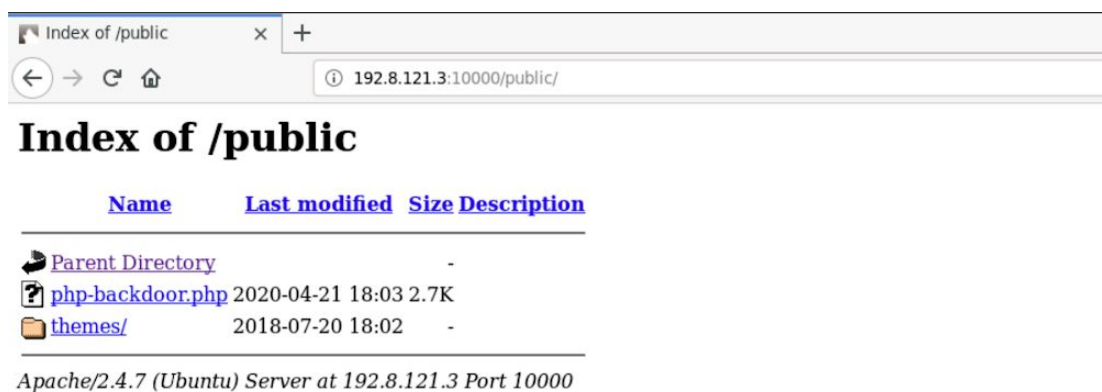 Index of /public
192.8.121.3:10000/public/
Index of /public
Name Last modified Size Description
Parent Directory -
php-backdoor.php 2020-04-21 18:03 2.7K
themes/ 2018-07-20 18:02 -
Apache/2.4.7 (Ubuntu) Server at 192.8.121.3 Port 10000